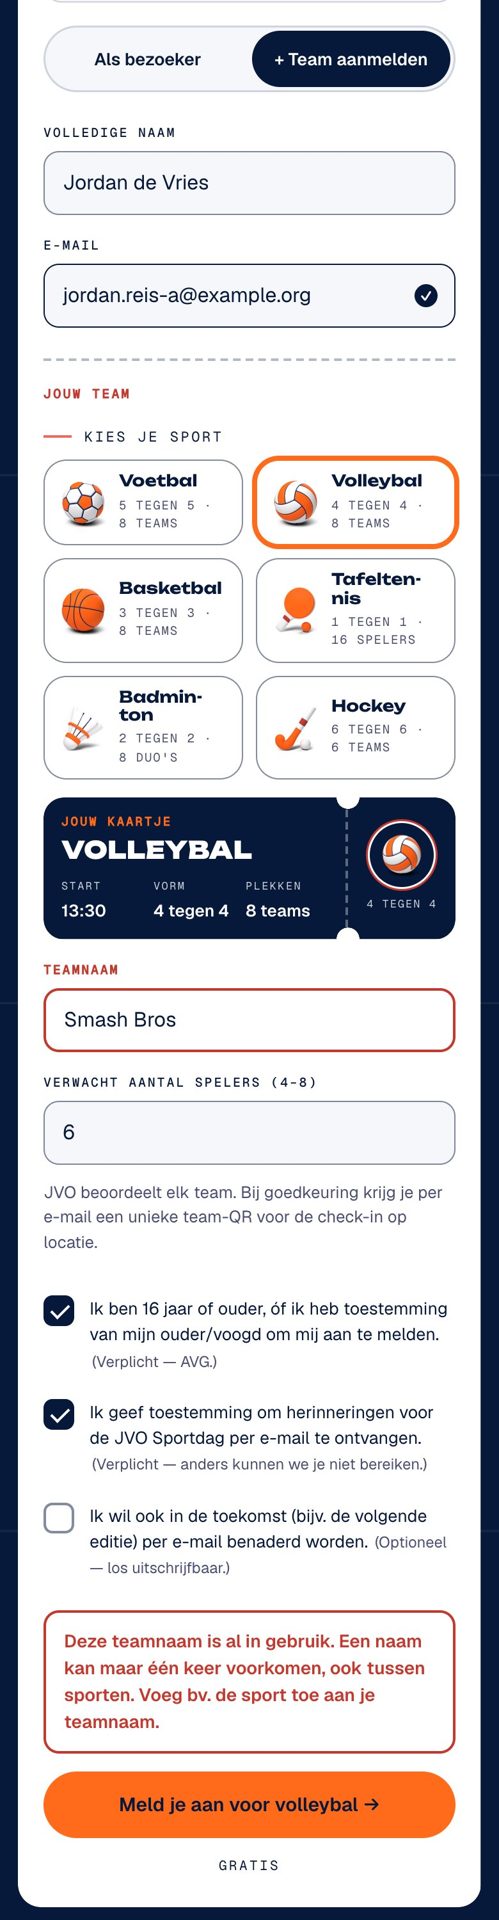 Als bezoeker
+ Team aanmelden
VOLLEDIGE NAAM
Jordan de Vries
E-MAIL
jordan.reis-a@example.org
JOUW TEAM
KIES JE SPORT
Voetbal
5 TEGEN 5 ·
8 TEAMS
Volleybal
4 TEGEN 4 ·
8 TEAMS
Basketbal
3 TEGEN 3 ·
8 TEAMS
Tafelten-
nis
1 TEGEN 1 ·
16 SPELERS
Badmin-
ton
2 TEGEN 2 ·
8 DUO'S
Hockey
6 TEGEN 6 ·
6 TEAMS
JOUW KAARTJE
VOLLEYBAL
START VORM PLEKKEN
13:30 4 tegen 4 8 teams
4 TEGEN 4
TEAMNAAM
Smash Bros
VERWACHT AANTAL SPELERS (4-8)
6
JVO beoordeelt elk team. Bij goedkeuring krijg je per
e-mail een unieke team-QR voor de check-in op
locatie.
Ik ben 16 jaar of ouder, óf ik heb toestemming
van mijn ouder/voogd om mij aan te melden.
(Verplicht — AVG.)
Ik geef toestemming om herinneringen voor
de JVO Sportdag per e-mail te ontvangen.
(Verplicht — anders kunnen we je niet bereiken.)
Ik wil ook in de toekomst (bijv. de volgende
editie) per e-mail benaderd worden. (Optioneel
— los uitschrijfbaar.)
Deze teamnaam is al in gebruik. Een naam
kan maar één keer voorkomen, ook tussen
sporten. Voeg bv. de sport toe aan je
teamnaam.
Meld je aan voor volleybal →
GRATIS